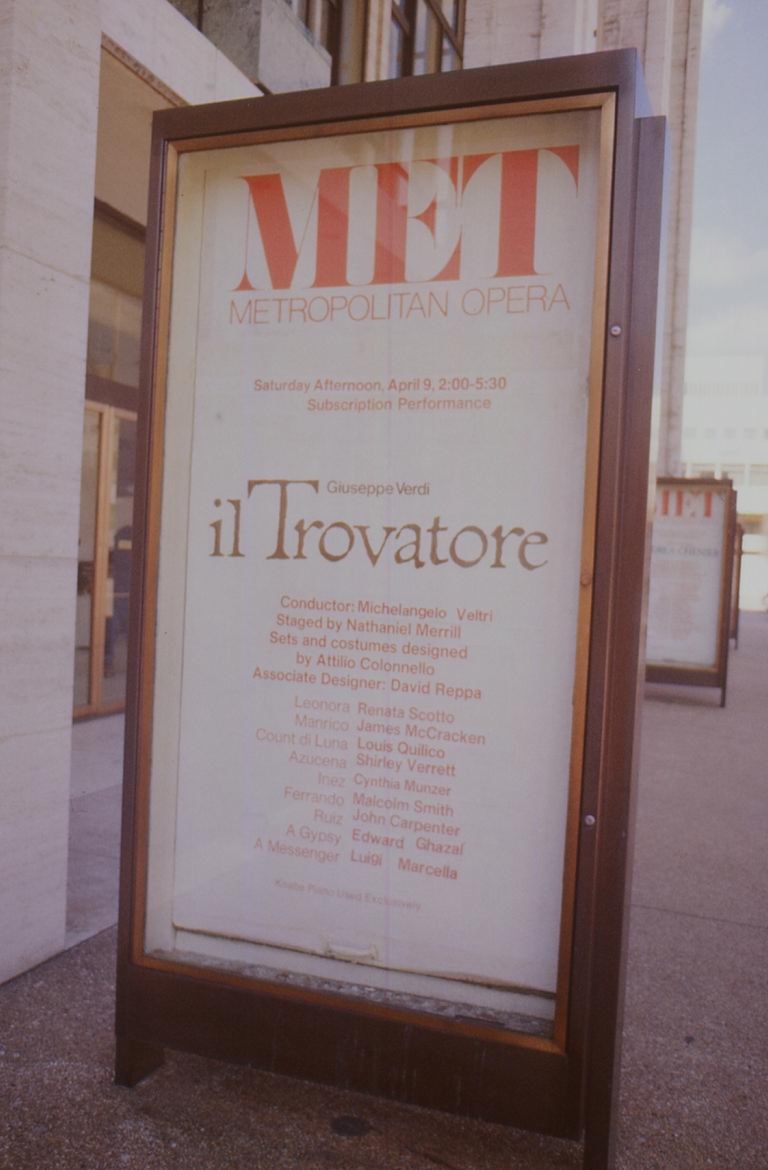 MET
METROPOLITAN OPERA
Saturday Afternoon, April 9, 2:00-5:30
Subscription Performance
Giuseppe Verdi
il Trovatore
Conductor: Michelangelo Veltri
Staged by Nathaniel Merrill
Sets and costumes designed
by Attilio Colonnello
Associate Designer: David Reppa
Leonora Renata Scotto
Manrico James McCracken
Count di Luna Louis Quilico
Azucena Shirley Verrett
Inez Cynthia Munzer
Ferrando Malcolm Smith
Ruiz John Carpenter
A Gypsy Edward Ghazal
A Messenger Luigi Marcella
Knabe Piano Used Exclusively
MET